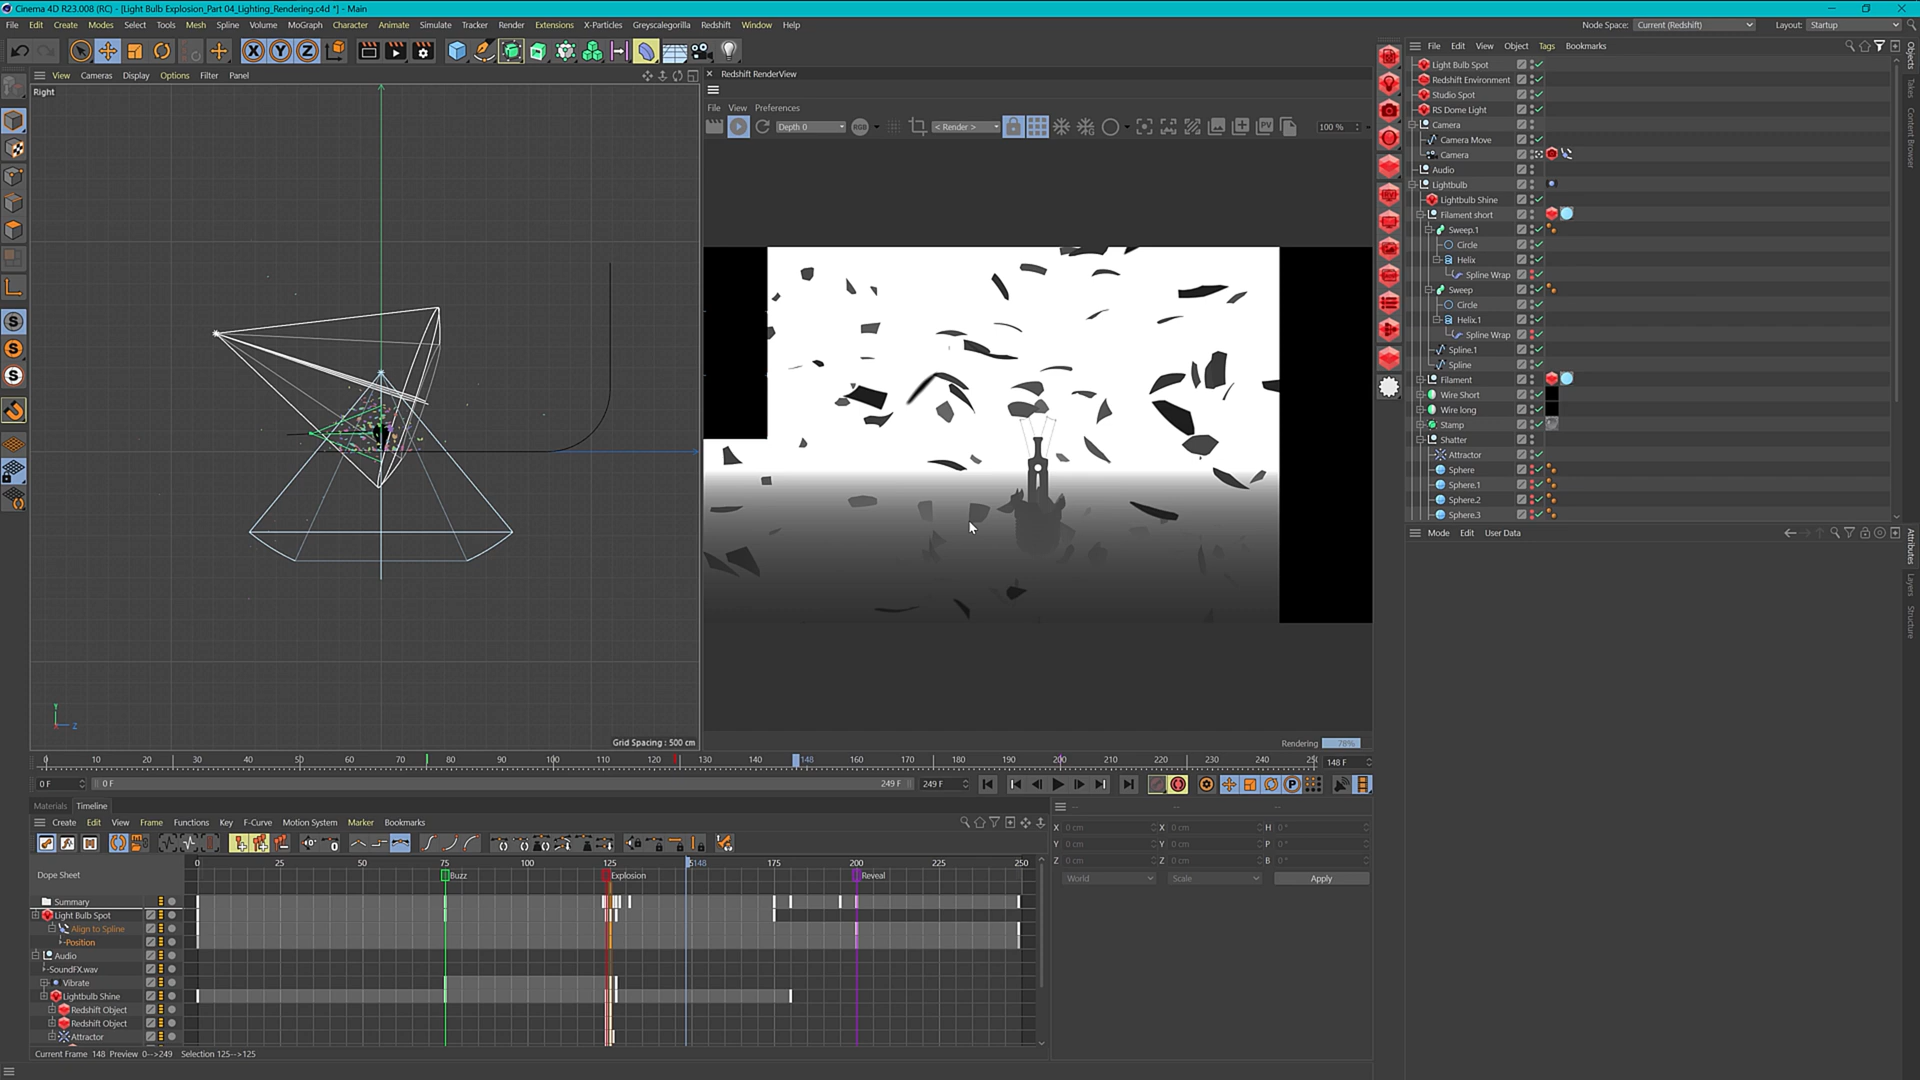 Cinema 4D R23.008 (RC) - [Light Bulb Explosion_Part 04_Lighting_Rendering.c4d *] - Main
File Edit Create Modes Select Tools Mesh Spline Volume MoGraph Character Animate Simulate Tracker Render Extensions X-Particles Greyscalegorilla Redshift Window Help
Node Space: Current (Redshift) Layout: Startup
X Y Z
View Cameras Display Options Filter Panel
Right
Grid Spacing : 500 cm
Redshift RenderView
File View Preferences
Depth 0 RGB < Render > PV 100 %
Rendering 78%
File Edit View Object Tags Bookmarks
Light Bulb Spot
Redshift Environment
Studio Spot
RS Dome Light
Camera
Camera Move
Camera
Audio
Lightbulb
Lightbulb Shine
Filament short
Sweep.1
Circle
Helix
Spline Wrap
Sweep
Circle
Helix.1
Spline Wrap
Spline.1
Spline
Filament
Wire Short
Wire long
Stamp
Shatter
Attractor
Sphere
Sphere.1
Sphere.2
Sphere.3
Objects
Takes
Content Browser
Mode Edit User Data
Attributes
Layers
Structure
0 10 20 30 40 50 60 70 80 90 100 110 120 130 140 148 160 170 180 190 200 210 220 230 240 148 F
0 F 0 F 249 F 249 F
Materials Timeline
Create Edit View Frame Functions Key F-Curve Motion System Marker Bookmarks
0 25 50 75 100 125 148 175 200 225 250
Dope Sheet Buzz Explosion Reveal
Summary
Light Bulb Spot
Align to Spline
Position
Audio
SoundFX.wav
Vibrate
Lightbulb Shine
Redshift Object
Redshift Object
Attractor
X 0 cm X 0 cm H 0 °
Y 0 cm Y 0 cm P 0 °
Z 0 cm Z 0 cm B 0 °
World Scale Apply
Current Frame 148 Preview 0-->249 Selection 125-->125